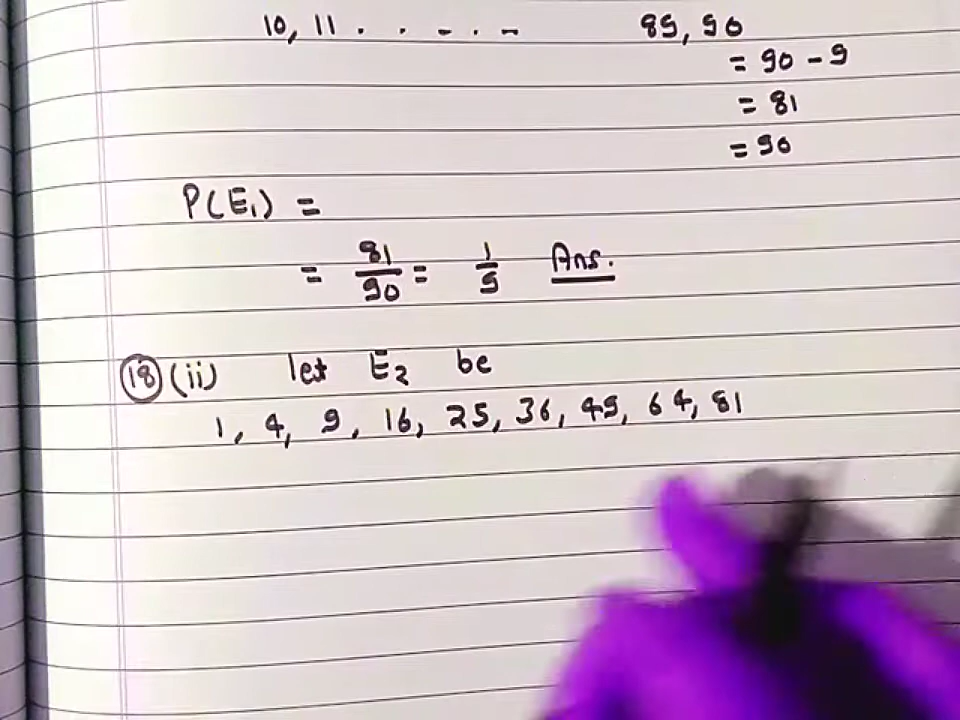 10, 11 . . - . - 89, 90
= 90 - 9
= 81
= 90
P(E₁) =
= 81/90 = 1/9 Ans.
18 (ii) let E₂ be
1, 4, 9, 16, 25, 36, 49, 64, 81